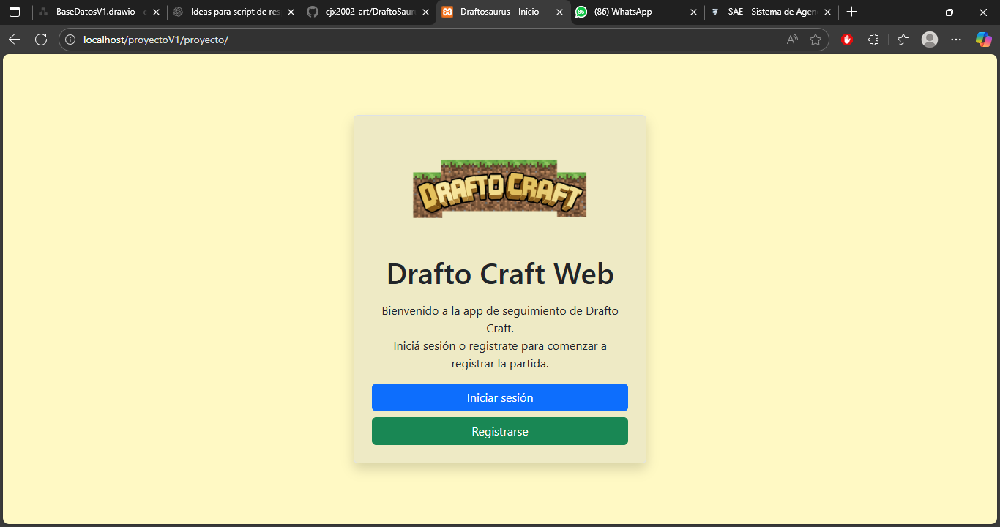 BaseDatosV1.drawio - 
Ideas para script de res
cjx2002-art/DraftoSaur
Draftosaurus - Inicio
86
(86) WhatsApp
SAE - Sistema de Agen
localhost/proyectoV1/proyecto/
DRAFTO CRAFT
Drafto Craft Web
Bienvenido a la app de seguimiento de Drafto
Craft.
Iniciá sesión o registrate para comenzar a
registrar la partida.
Iniciar sesión
Registrarse